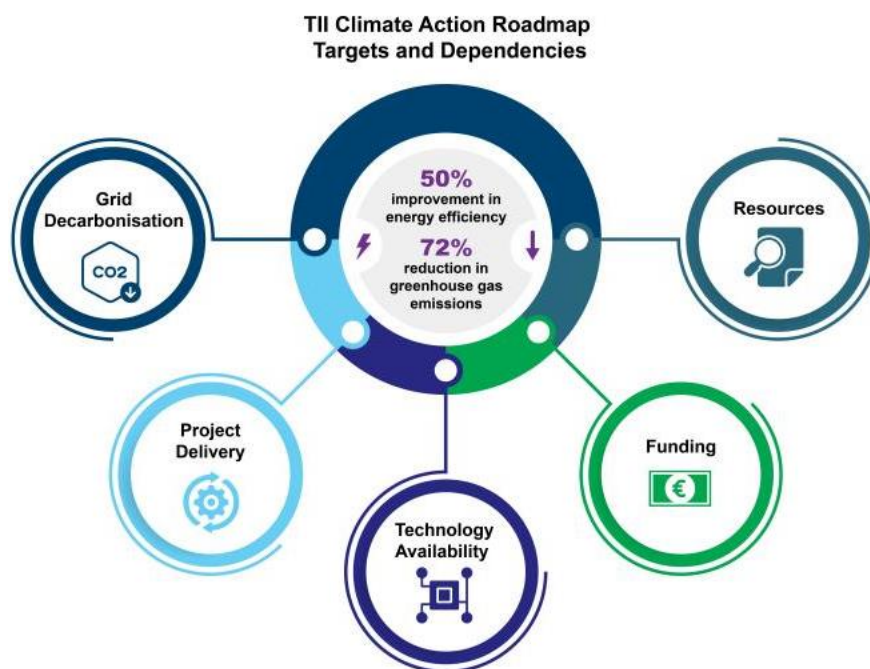 TII Climate Action Roadmap
Targets and Dependencies
50%
improvement in
energy efficiency
72%
reduction in
greenhouse gas
emissions
Grid
Decarbonisation
CO2
Resources
Project
Delivery
Funding
€
Technology
Availability